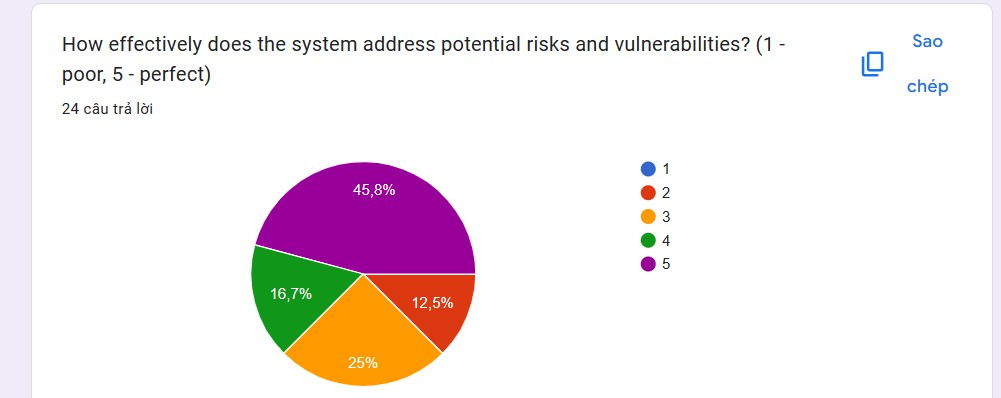 How effectively does the system address potential risks and vulnerabilities? (1 -
poor, 5 - perfect)
24 câu trả lời
Sao
chép
45,8%
16,7%
12,5%
25%
1
2
3
4
5